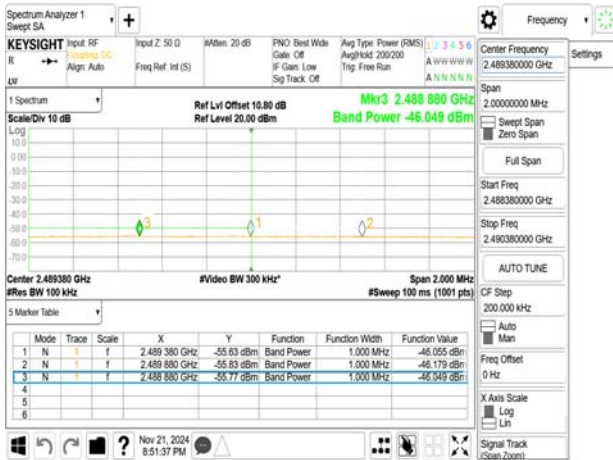 Spectrum Analyzer 1
Swept SA
Frequency
KEYSIGHT Input: RF Input Z: 50 Ω #Atten: 20 dB PNO: Best Wide Avg Type: Power (RMS) 1 2 3 4 5 6
R Coupling: DC Gate: Off Avg|Hold: 200/200 A W W W W W
Align: Auto Freq Ref: Int (S) IF Gain: Low Trig: Free Run
LXI Sig Track: Off A N N N N N
1 Spectrum
Scale/Div 10 dB
Ref Lvl Offset 10.80 dB
Ref Level 20.00 dBm
Mkr3 2.488 880 GHz
Band Power -46.049 dBm
Log
10.0
0.00
-10.0
-20.0
-30.0
-40.0
-50.0
-60.0
-70.0
3
1
2
Center 2.489380 GHz #Video BW 300 kHz* Span 2.000 MHz
#Res BW 100 kHz #Sweep 100 ms (1001 pts)
5 Marker Table
Mode Trace Scale X Y Function Function Width Function Value
1 N 1 f 2.489 380 GHz -55.63 dBm Band Power 1.000 MHz -46.055 dBm
2 N 1 f 2.489 880 GHz -55.83 dBm Band Power 1.000 MHz -46.179 dBm
3 N 1 f 2.488 880 GHz -55.77 dBm Band Power 1.000 MHz -46.049 dBm
4
5
6
? Nov 21, 2024
8:51:37 PM
Center Frequency
2.489380000 GHz
Settings
Span
2.00000000 MHz
Swept Span
Zero Span
Full Span
Start Freq
2.488380000 GHz
Stop Freq
2.490380000 GHz
AUTO TUNE
CF Step
200.000 kHz
Auto
Man
Freq Offset
0 Hz
X Axis Scale
Log
Lin
Signal Track
(Span Zoom)